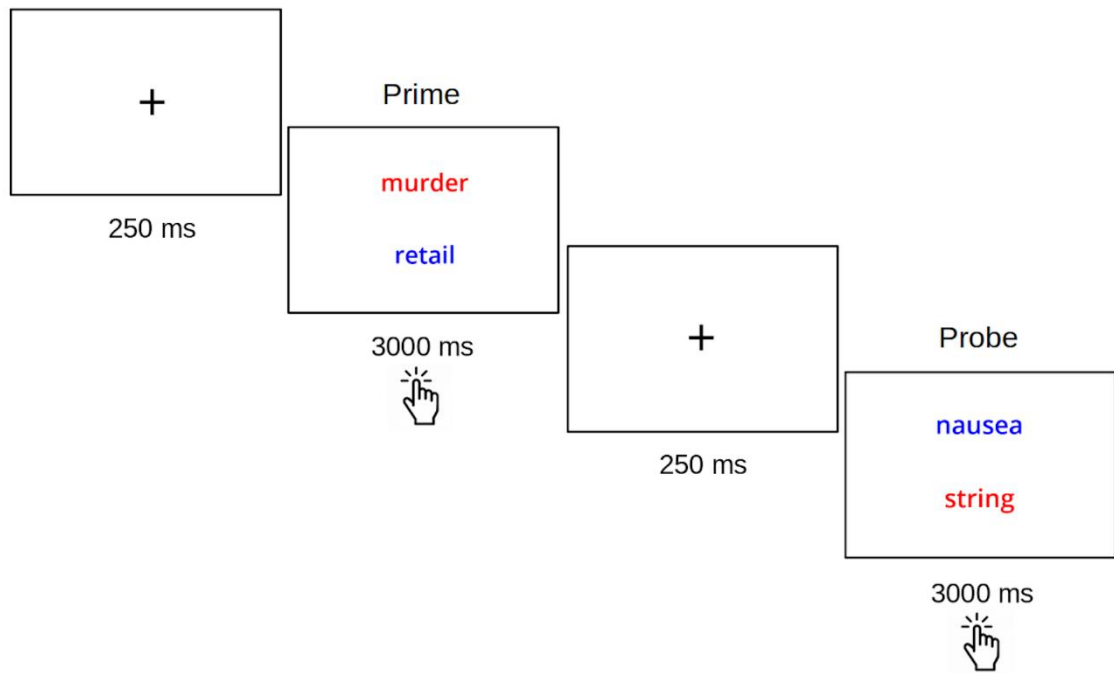 +
250 ms
Prime
murder
retail
3000 ms
+
250 ms
Probe
nausea
string
3000 ms